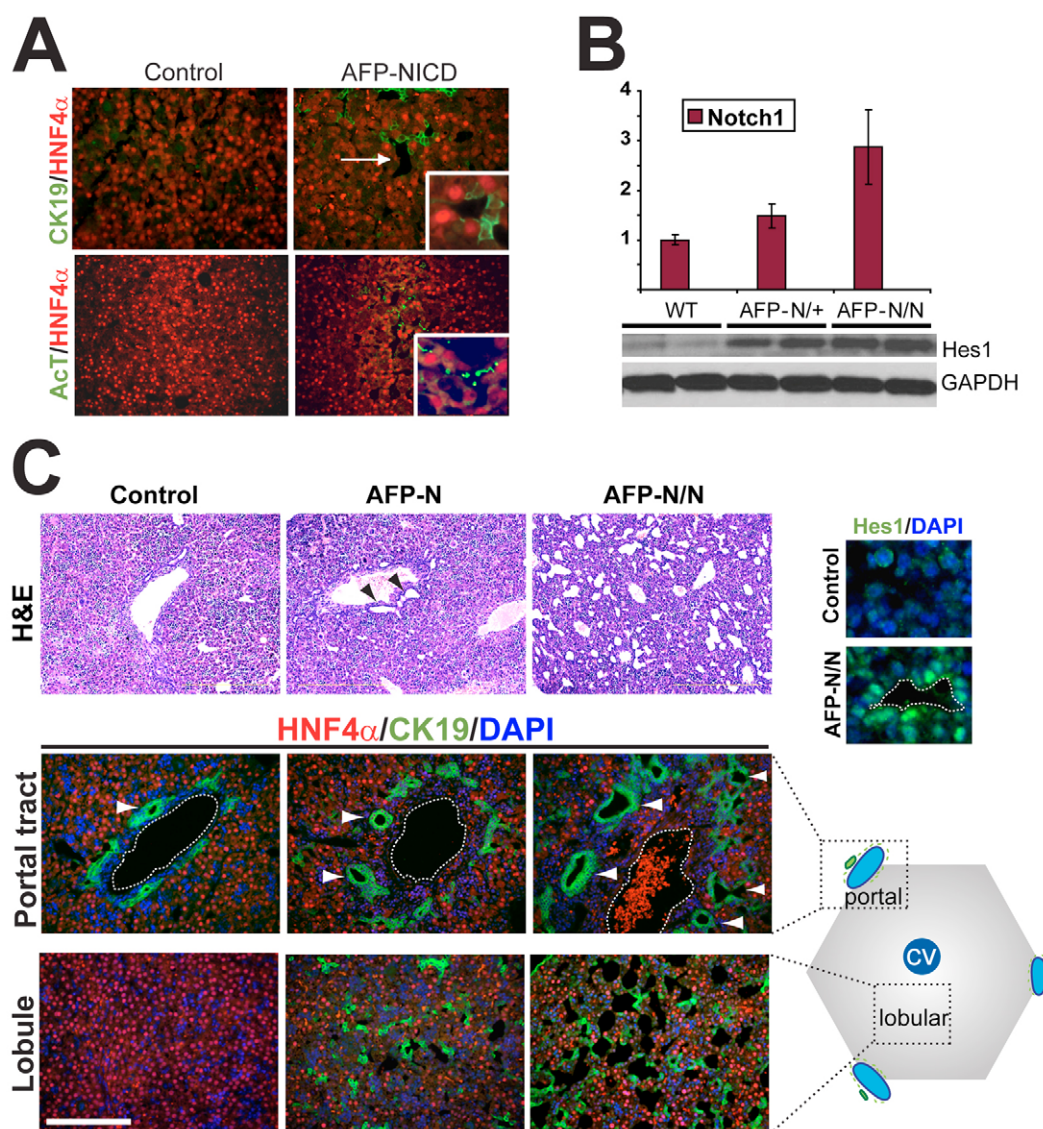 A
Control
AFP-NICD
CK19/HNF4α
AcT/HNF4α
B
4
3
2
1
Notch1
WT
AFP-N/+
AFP-N/N
Hes1
GAPDH
C
Control
AFP-N
AFP-N/N
H&E
Hes1/DAPI
Control
AFP-N/N
HNF4α/CK19/DAPI
Portal tract
Lobule
portal
CV
lobular